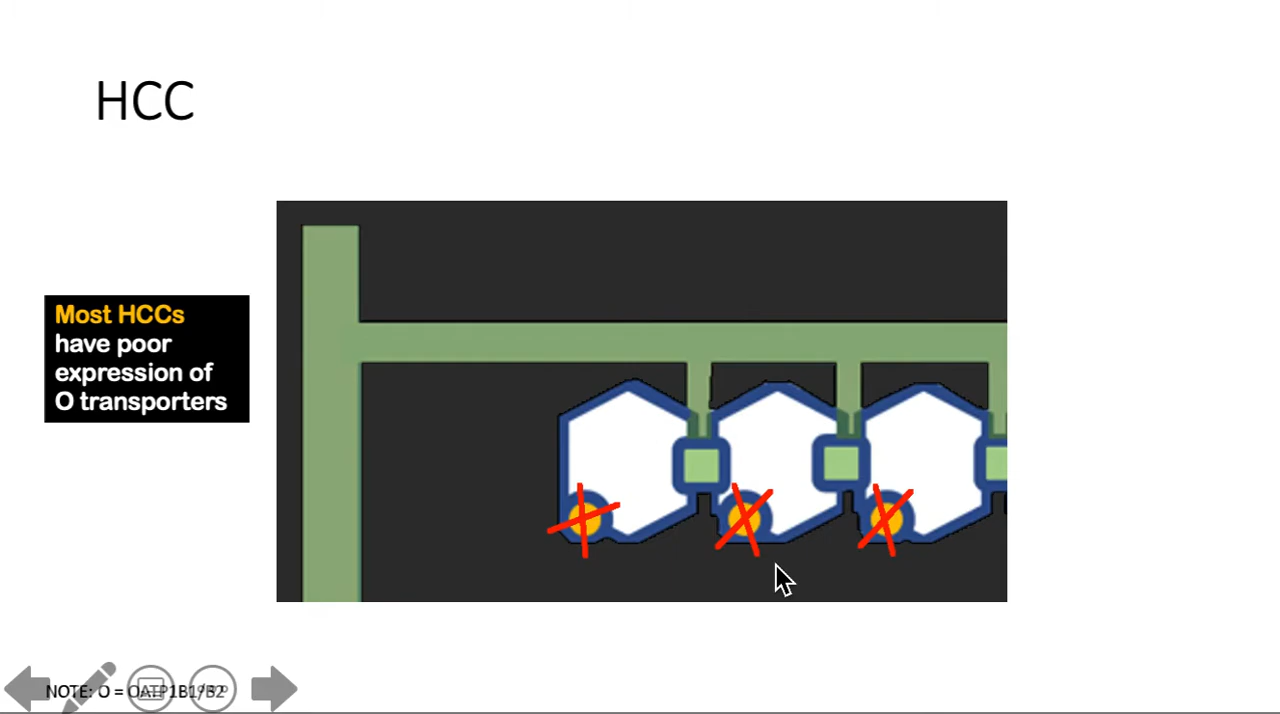 HCC
Most HCCs
have poor
expression of
O transporters
NOTE: O = OATP1B1/B2